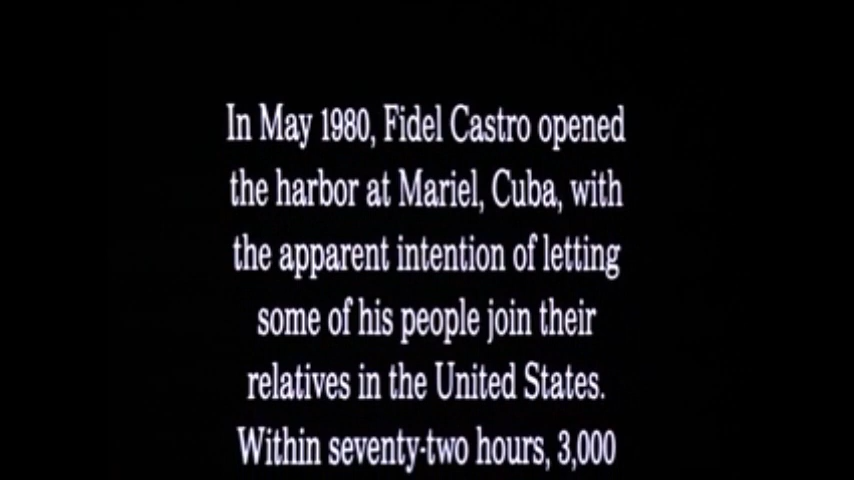 In May 1980, Fidel Castro opened
the harbor at Mariel, Cuba, with
the apparent intention of letting
some of his people join their
relatives in the United States.
Within seventy-two hours, 3,000